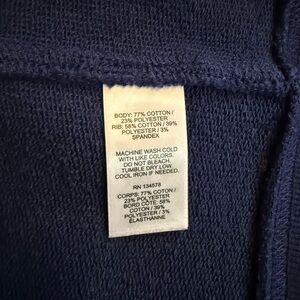 BODY: 77% COTTON /
23% POLYESTER
RIB: 58% COTTON / 39%
POLYESTER / 3%
SPANDEX
MACHINE WASH COLD
WITH LIKE COLORS.
DO NOT BLEACH.
TUMBLE DRY LOW.
COOL IRON IF NEEDED.
RN 134578
CORPS: 77% COTON /
23% POLYESTER
BORD CÔTE: 58%
COTON / 39%
POLYESTER / 3%
ÉLASTHANNE